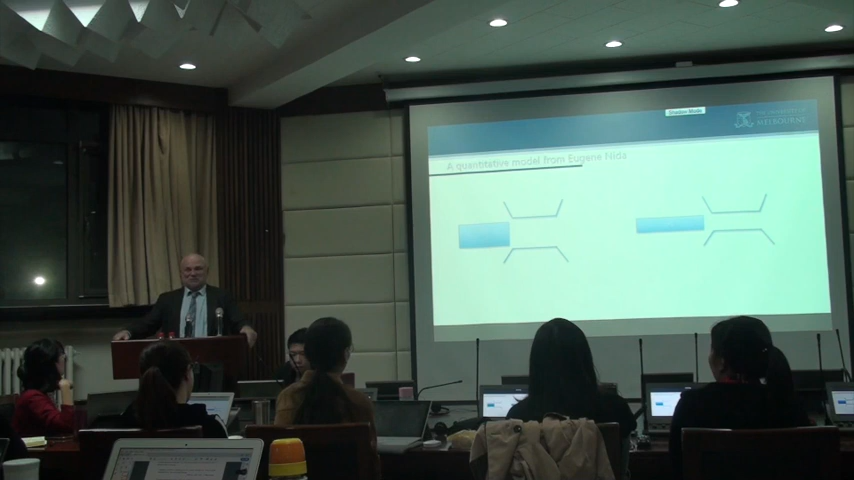 Shadow Mode
THE UNIVERSITY OF
MELBOURNE
A quantitative model from Eugene Nida